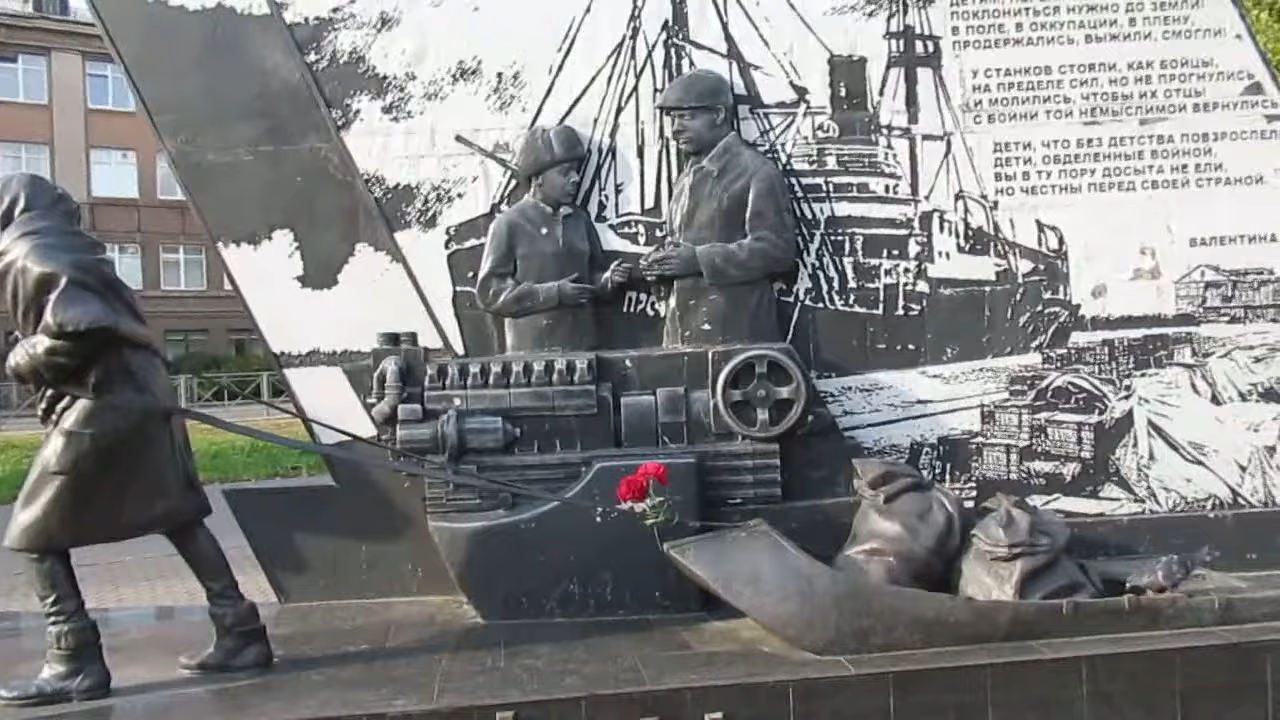 ПОКЛОНИТЬСЯ НУЖНО ДО ЗЕМЛИ!
В ПОЛЕ, В ОККУПАЦИИ, В ПЛЕНУ,
ПРОДЕРЖАЛИСЬ, ВЫЖИЛИ, СМОГЛИ!
У СТАНКОВ СТОЯЛИ, КАК БОЙЦЫ,
НА ПРЕДЕЛЕ СИЛ, НО НЕ ПРОГНУЛИСЬ
И МОЛИЛИСЬ, ЧТОБЫ ИХ ОТЦЫ
С БОЙНИ ТОЙ НЕМЫСЛИМОЙ ВЕРНУЛИСЬ
ДЕТИ, ЧТО БЕЗ ДЕТСТВА ПОВЗРОСЛЕЛ
ДЕТИ, ОБДЕЛЕННЫЕ ВОЙНОЙ,
ВЫ В ТУ ПОРУ ДОСЫТА НЕ ЕЛИ,
НО ЧЕСТНЫ ПЕРЕД СВОЕЙ СТРАНОЙ.
ВАЛЕНТИНА